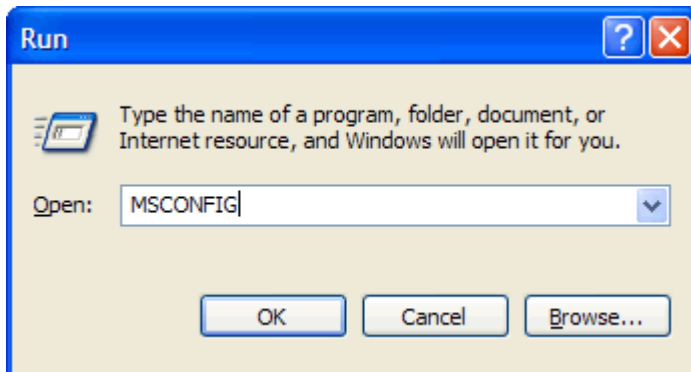 Run
Type the name of a program, folder, document, or
Internet resource, and Windows will open it for you.
Open: MSCONFIG
OK Cancel Browse...